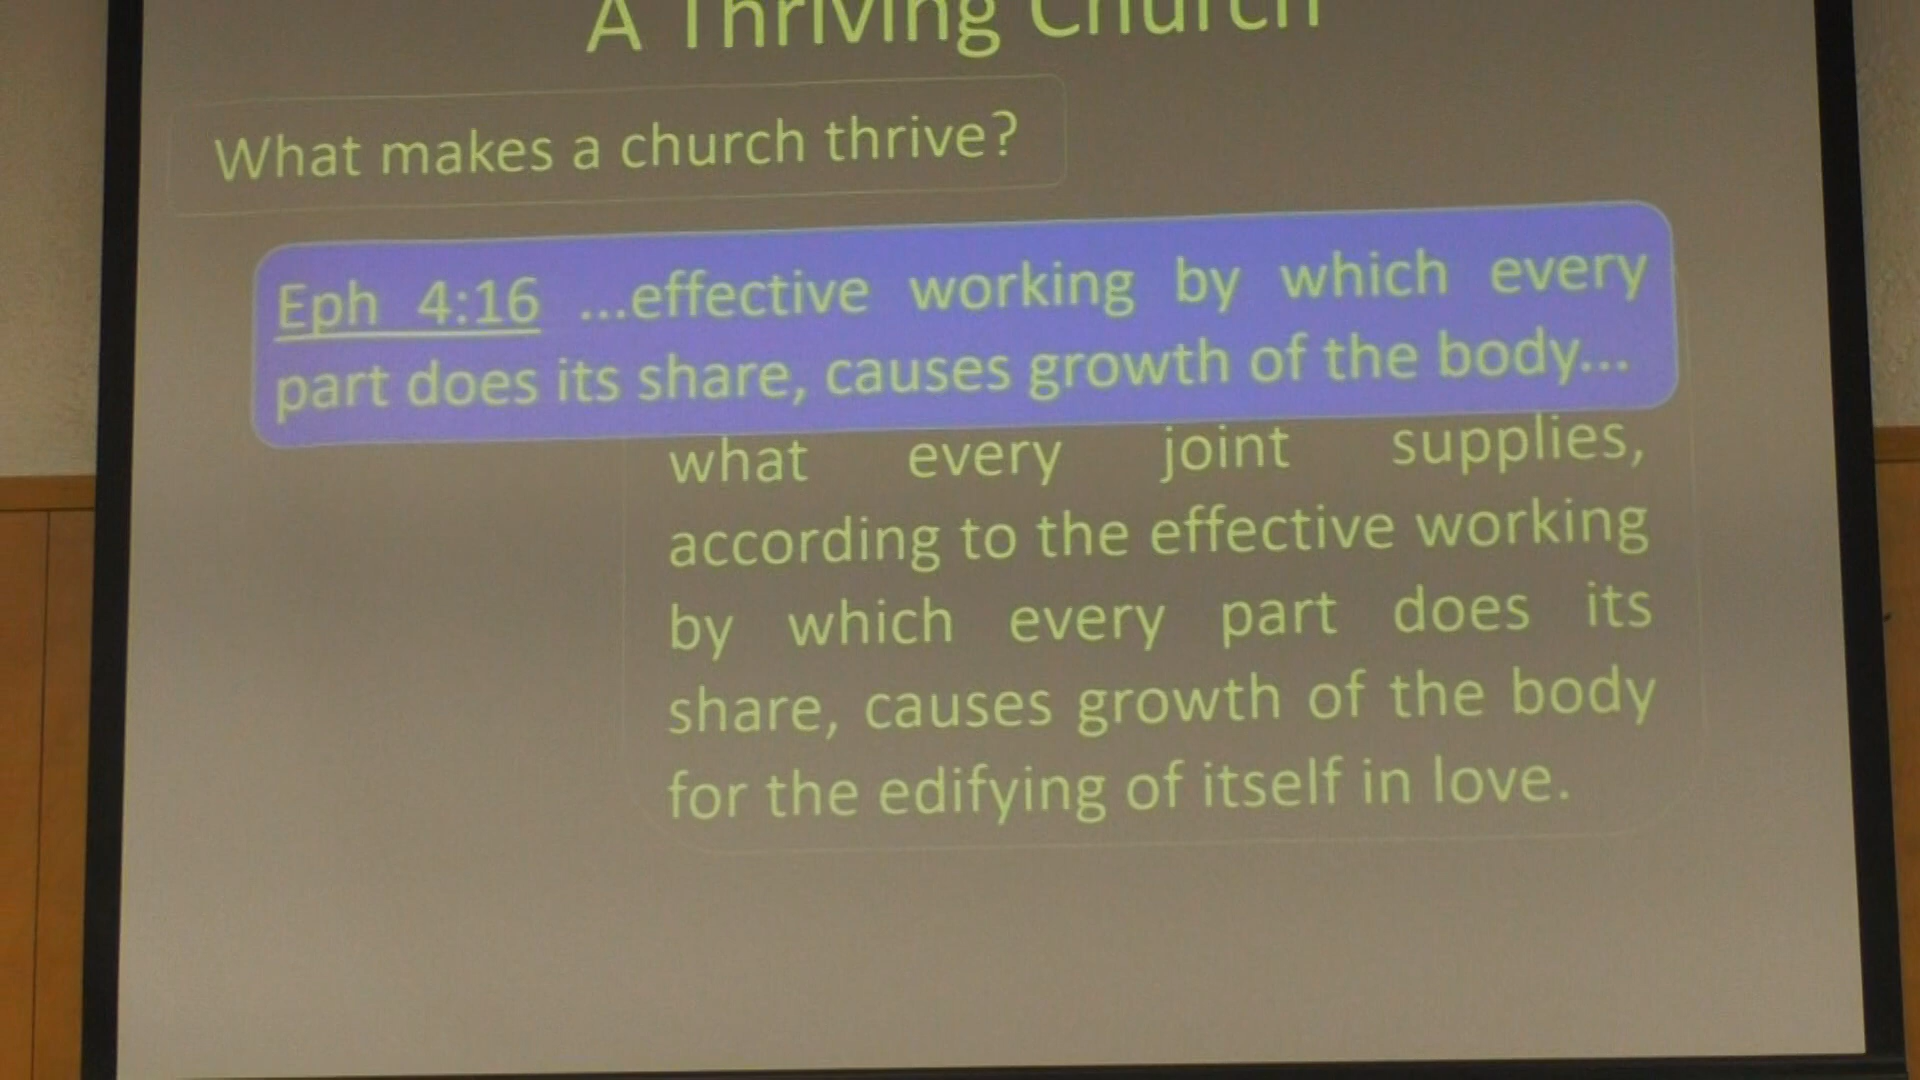 A Thriving Church
What makes a church thrive?
Eph 4:16 ...effective working by which every
part does its share, causes growth of the body...
what every joint supplies,
according to the effective working
by which every part does its
share, causes growth of the body
for the edifying of itself in love.